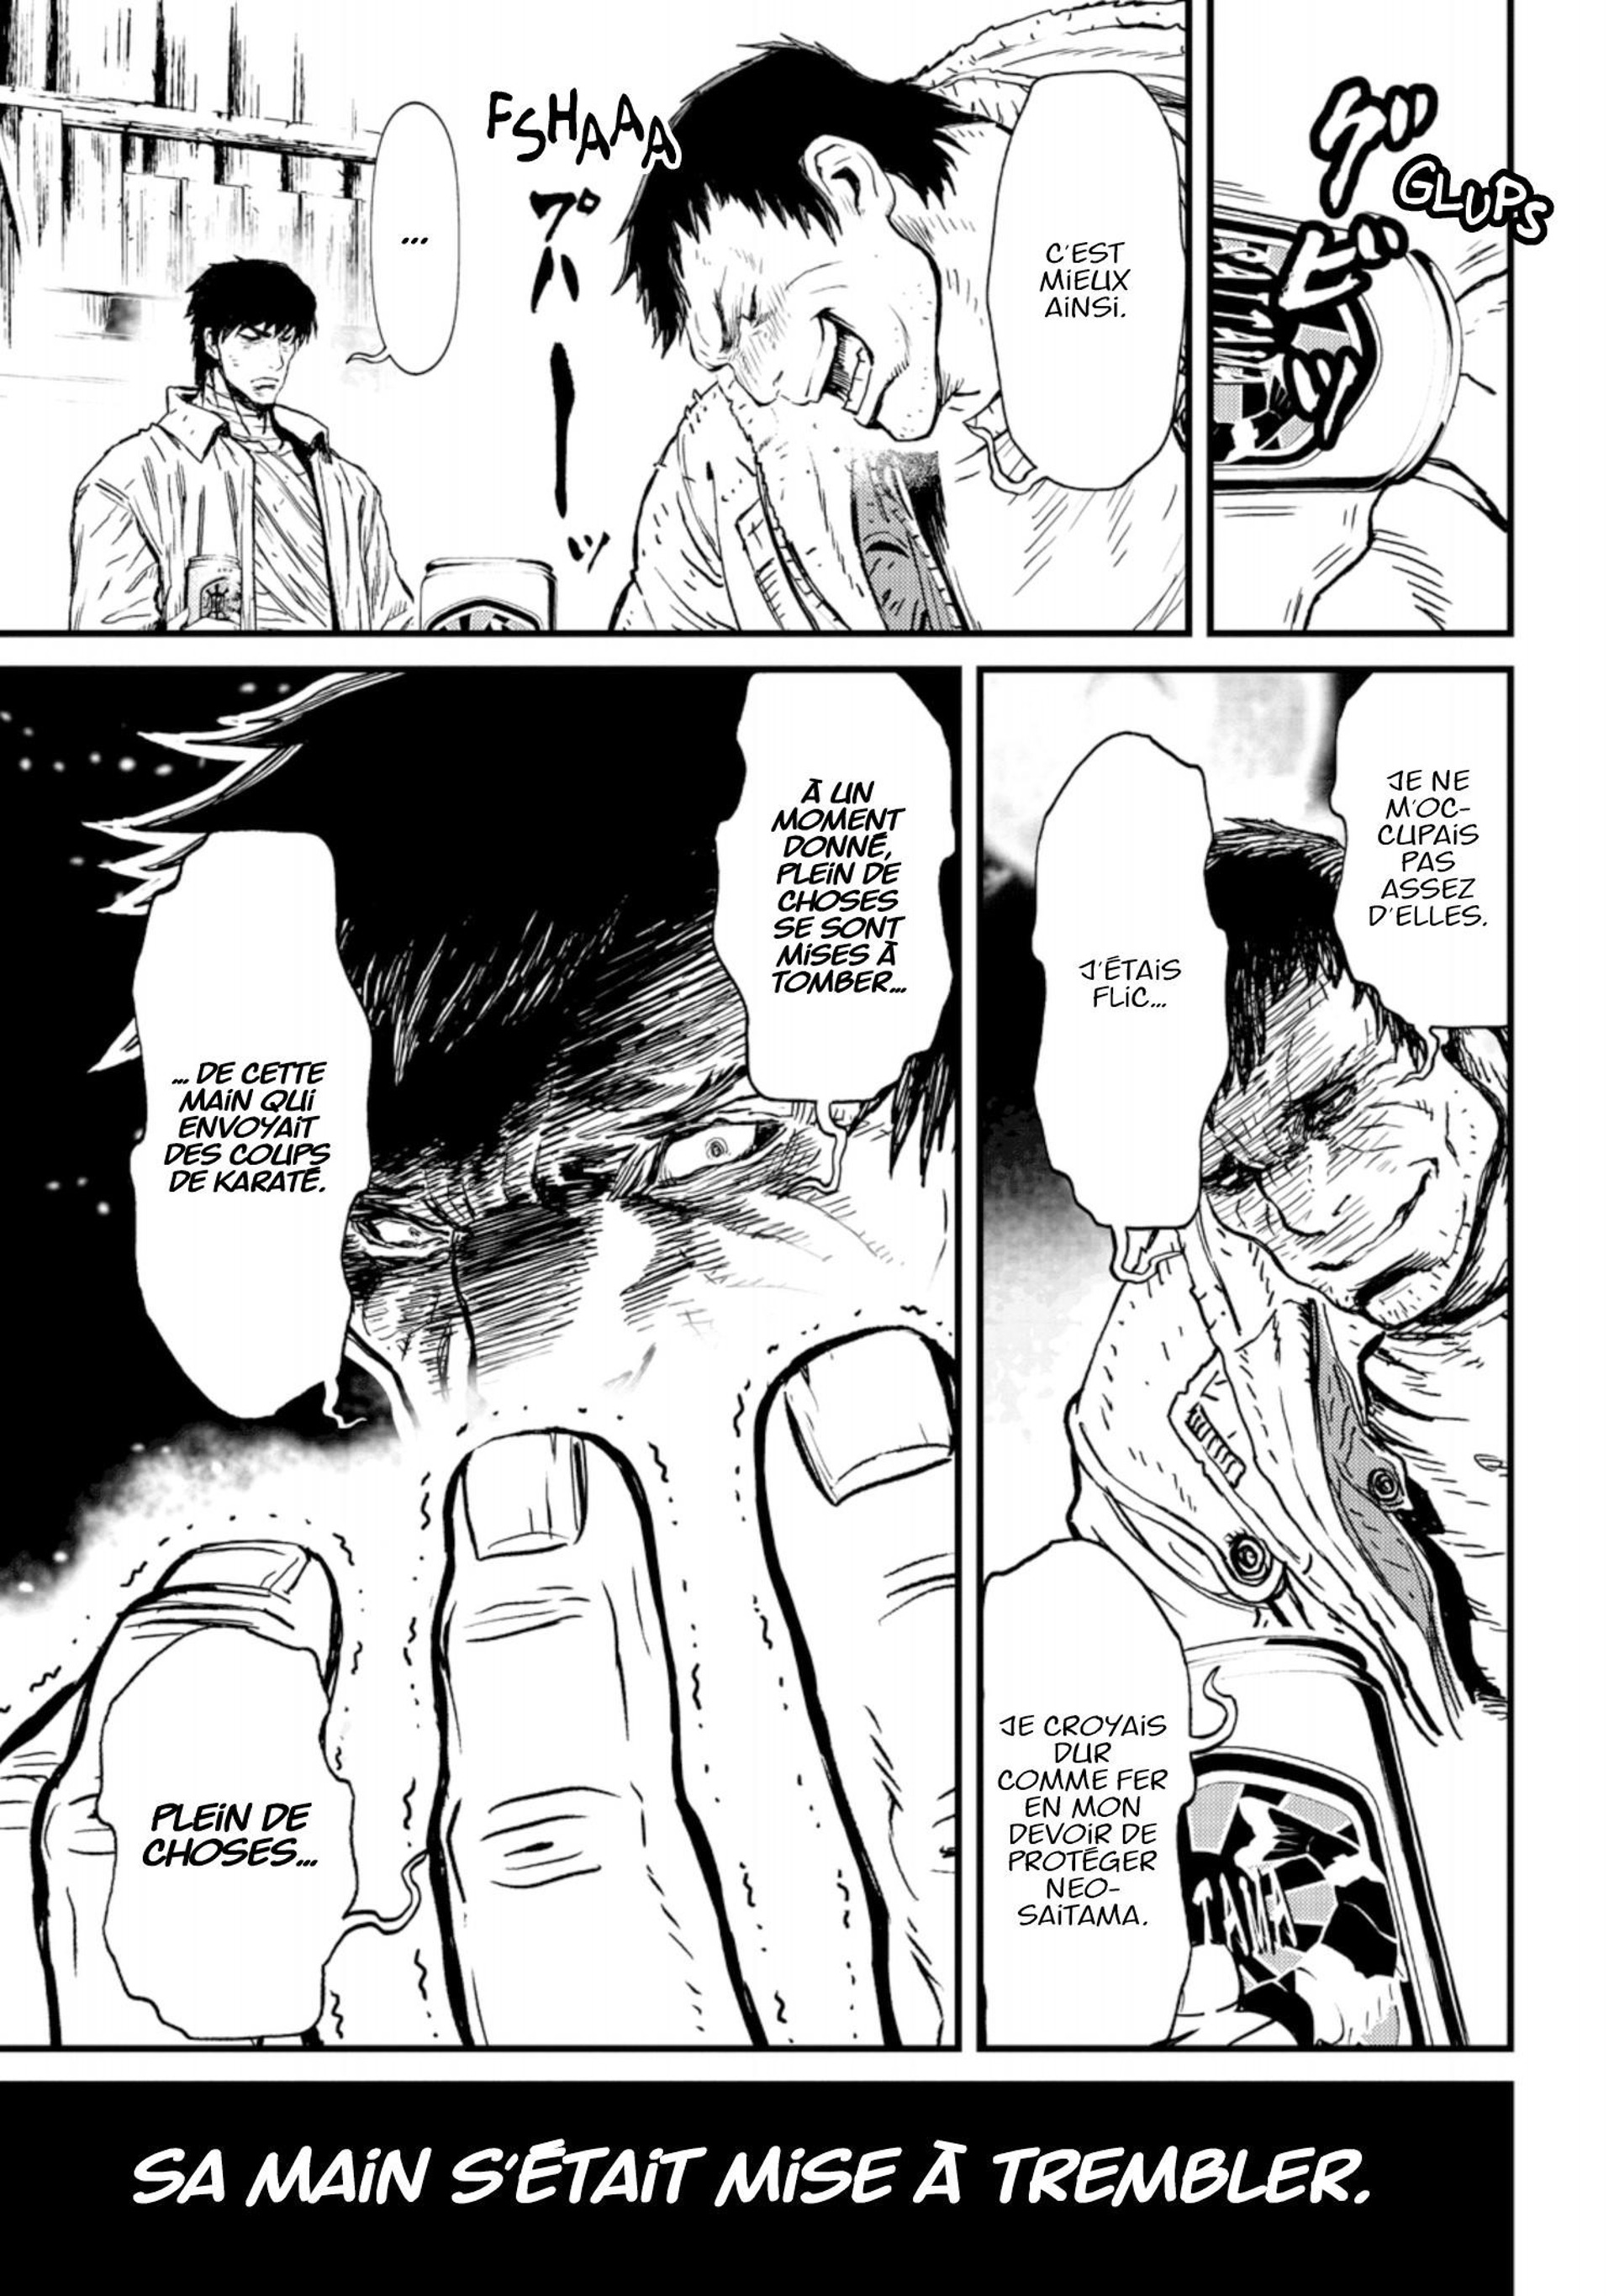 グビ
ビッ
GLUPS
C'EST
MIEUX
AINSI.
FSHAAA
プハーーッ
...
JE NE
M'OC-
CUPAIS
PAS
ASSEZ
D'ELLES.
J'ÉTAIS
FLIC...
JE CROYAIS
DUR
COMME FER
EN MON
DEVOIR DE
PROTÉGER
NEO-
SAITAMA.
À UN
MOMENT
DONNÉ,
PLEIN DE
CHOSES
SE SONT
MISES À
TOMBER...
... DE CETTE
MAIN QUI
ENVOYAIT
DES COUPS
DE KARATÉ.
PLEIN DE
CHOSES...
SA MAIN S'ÉTAIT MISE À TREMBLER.